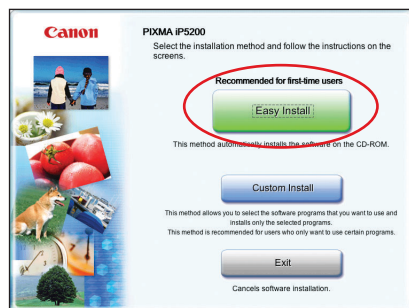 Canon
PIXMA iP5200
Select the installation method and follow the instructions on the
screens.
Recommended for first-time users
Easy Install
This method automatically installs the software on the CD-ROM.
Custom Install
This method allows you to select the software programs that you want to use and
installs only the selected programs.
This method is recommended for users who only want to use certain programs.
Exit
Cancels software installation.